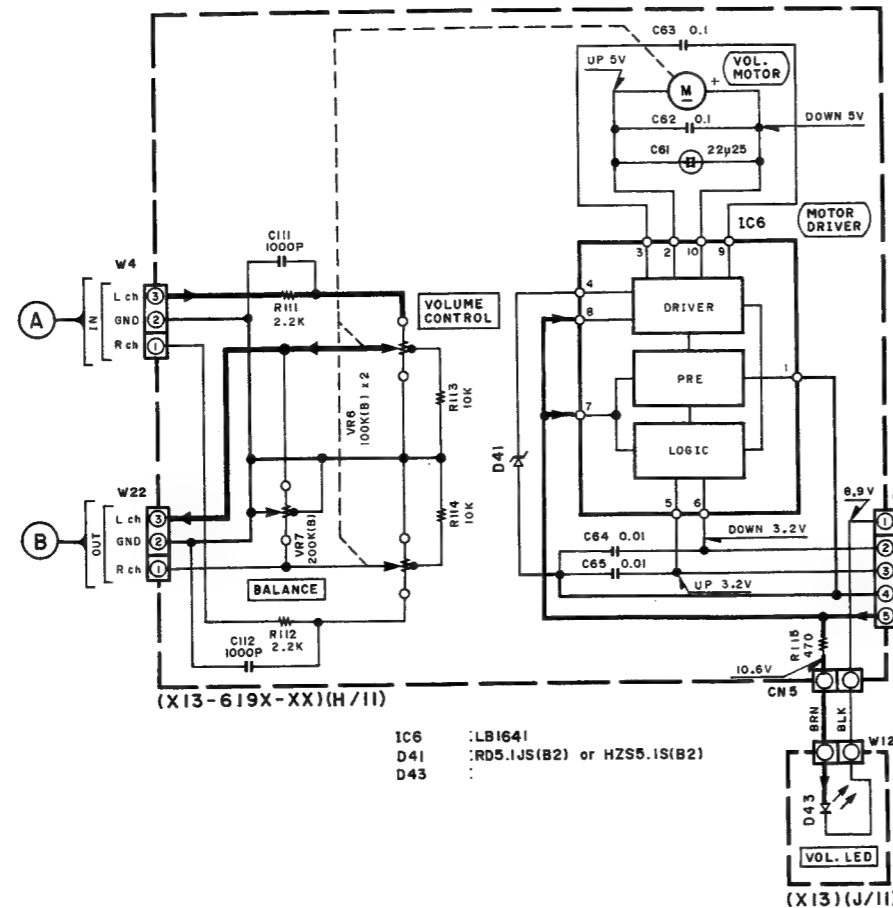 C63 0.1
UP 5V
VOL.
MOTOR
M
+
C62 0.1
DOWN 5V
C61 22µ25
IC6
MOTOR
DRIVER
3 2 10 9
C111
1000P
W4
A
IN
3 L ch
2 GND
1 R ch
R111
2.2K
VOLUME
CONTROL
4
8
DRIVER
PRE
1
7
LOGIC
D41
VR6
100K(B) x2
R113
10K
R114
10K
W22
B
OUT
3 L ch
2 GND
1 R ch
VR7
200K(B)
BALANCE
R112
2.2K
C112
1000P
5 6
DOWN 3.2V
8.9V
C64 0.01
C65 0.01
UP 3.2V
1
2
3
4
5
R115
470
10.6V
CN5
(X13-619X-XX)(H/11)
BRN
BLK
W12
IC6 :LB1641
D41 :RD5.1JS(B2) or HZS5.1S(B2)
D43 :
D43
VOL. LED
(X13)(J/11)